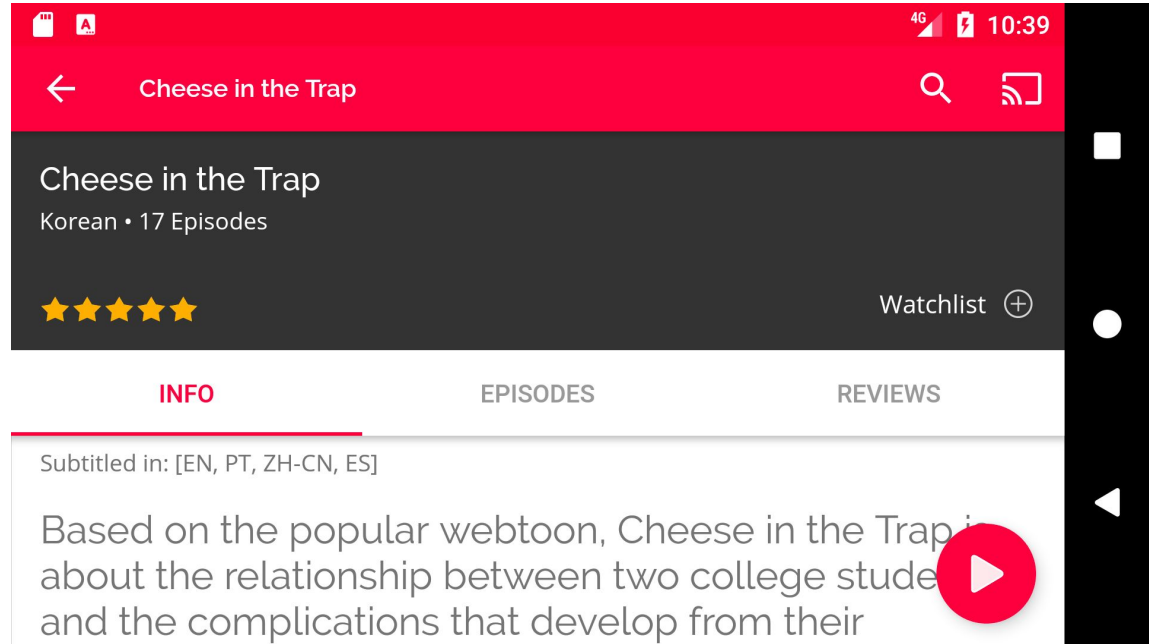 4G 10:39
Cheese in the Trap
Cheese in the Trap
Korean • 17 Episodes
Watchlist
INFO EPISODES REVIEWS
Subtitled in: [EN, PT, ZH-CN, ES]
Based on the popular webtoon, Cheese in the Trap is
about the relationship between two college stude
and the complications that develop from their